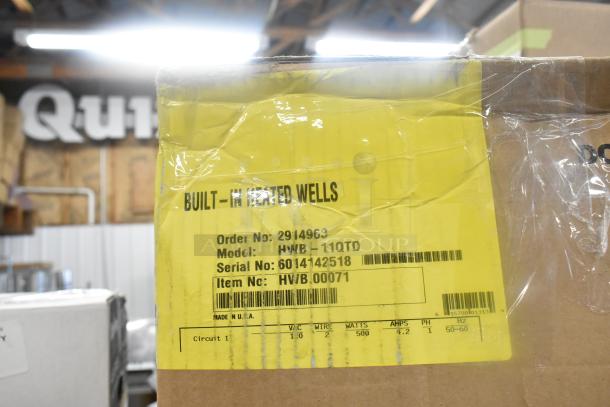 Qui
BUILT-IN HEATED WELLS
Order No: 2914963
Model: HWB-11QTD
Serial No: 6014142518
Item No: HWB.00071
MADE IN U.S.A.
VAC WIRE WATTS AMPS PH HZ
Circuit 1 2 500 4.2 1 50-60